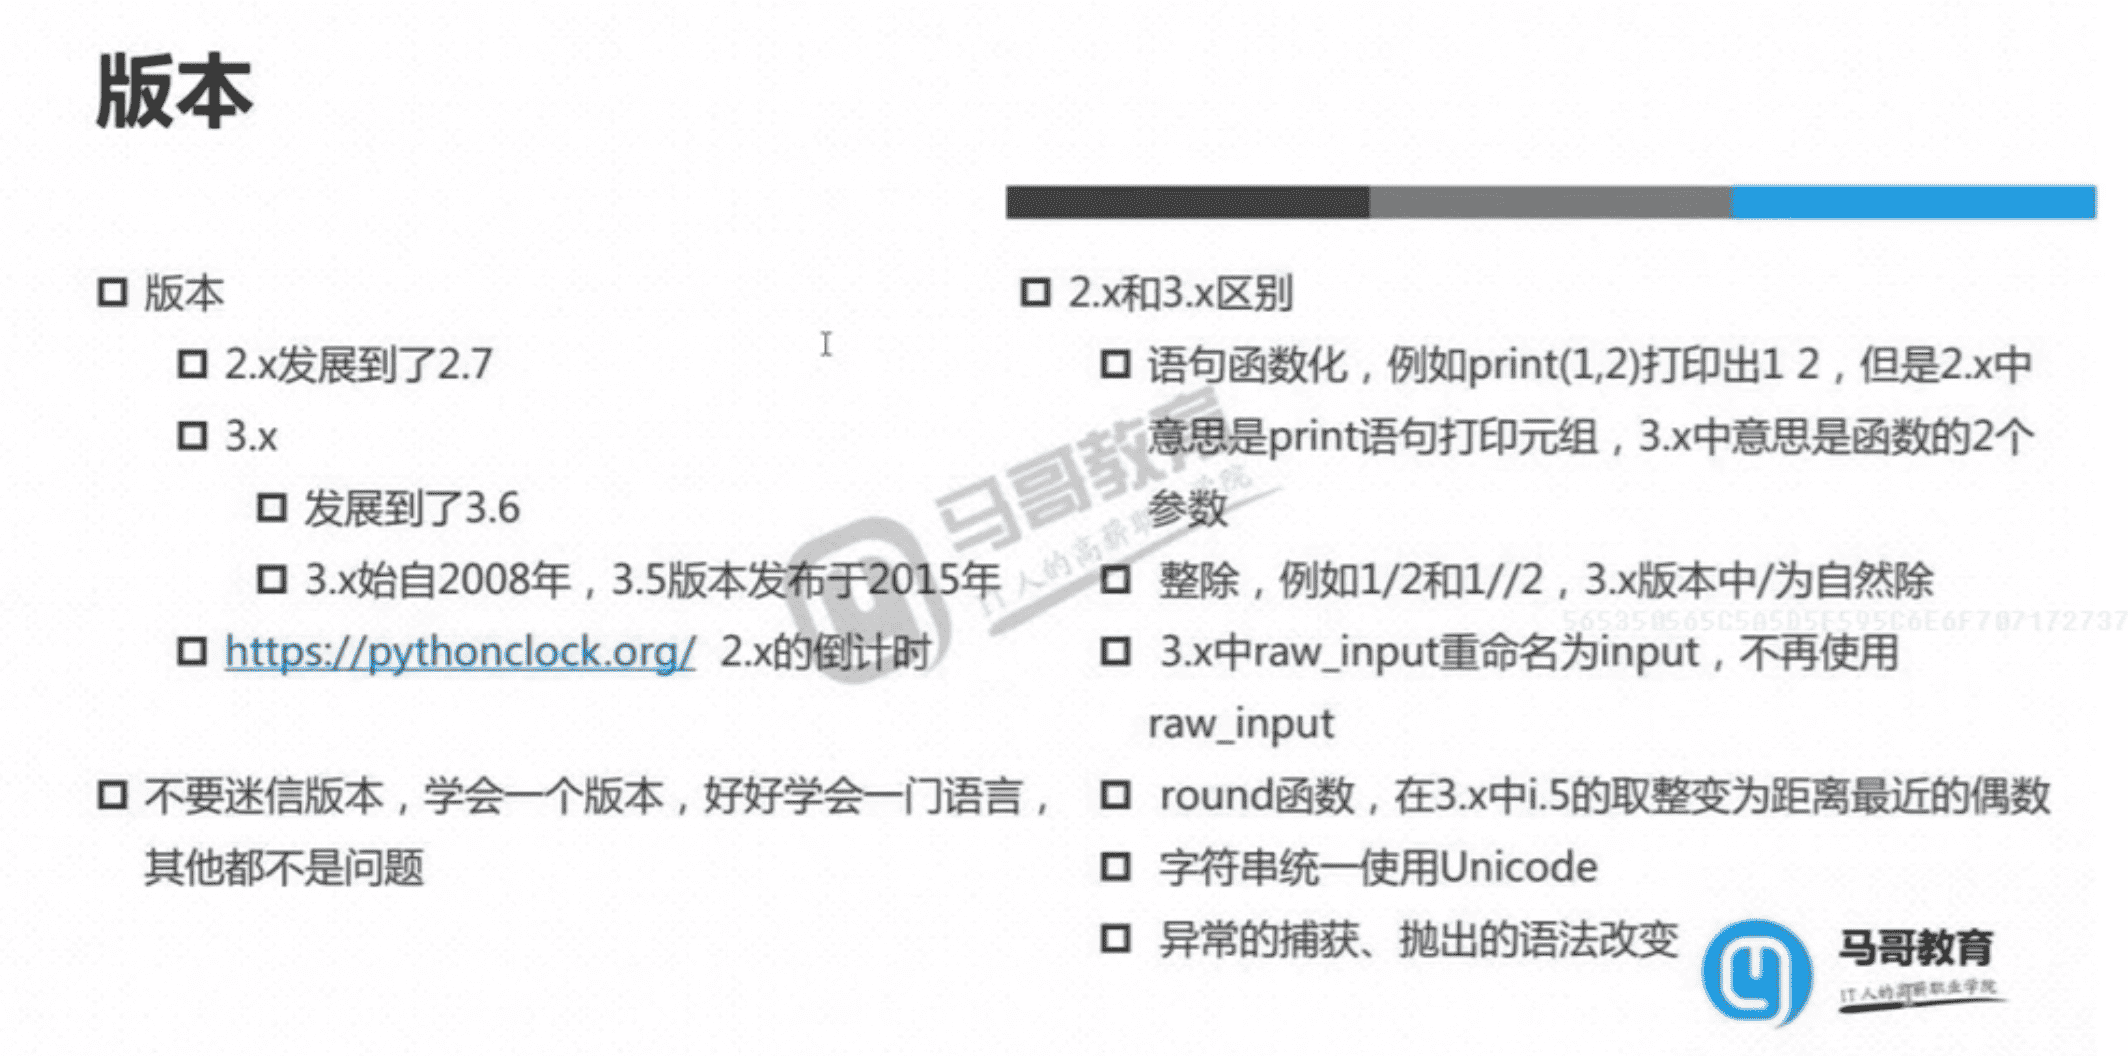 版本
版本
2.x发展到了2.7
3.x
发展到了3.6
3.x始自2008年，3.5版本发布于2015年
https://pythonclock.org/ 2.x的倒计时
不要迷信版本，学会一个版本，好好学会一门语言，
其他都不是问题
2.x和3.x区别
语句函数化，例如print(1,2)打印出1 2，但是2.x中
意思是print语句打印元组，3.x中意思是函数的2个
参数
整除，例如1/2和1//2，3.x版本中/为自然除
3.x中raw_input重命名为input，不再使用
raw_input
round函数，在3.x中i.5的取整变为距离最近的偶数
字符串统一使用Unicode
异常的捕获、抛出的语法改变
马哥教育
IT人的高薪职业学院
马哥教育
IT人的高薪职业学院